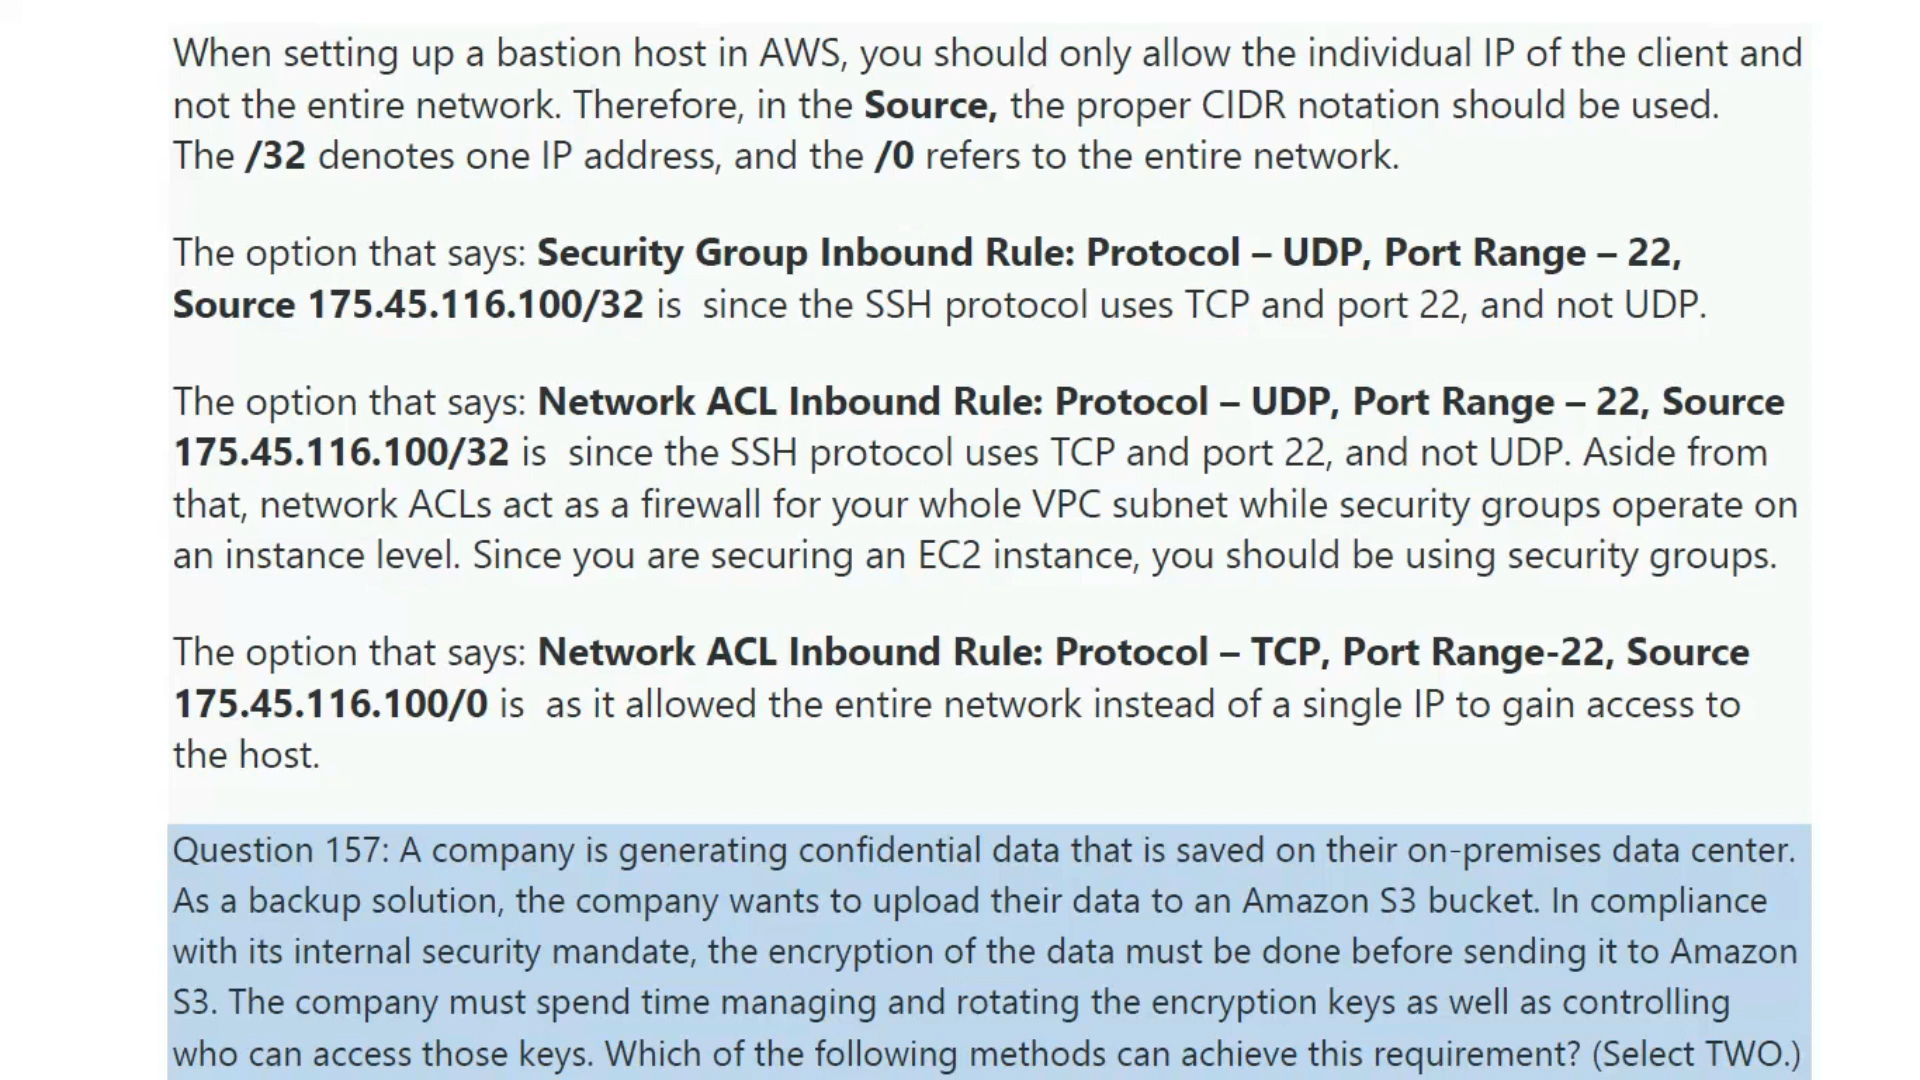 When setting up a bastion host in AWS, you should only allow the individual IP of the client and
not the entire network. Therefore, in the Source, the proper CIDR notation should be used.
The /32 denotes one IP address, and the /0 refers to the entire network.
The option that says: Security Group Inbound Rule: Protocol – UDP, Port Range – 22,
Source 175.45.116.100/32 is  since the SSH protocol uses TCP and port 22, and not UDP.
The option that says: Network ACL Inbound Rule: Protocol – UDP, Port Range – 22, Source
175.45.116.100/32 is  since the SSH protocol uses TCP and port 22, and not UDP. Aside from
that, network ACLs act as a firewall for your whole VPC subnet while security groups operate on
an instance level. Since you are securing an EC2 instance, you should be using security groups.
The option that says: Network ACL Inbound Rule: Protocol – TCP, Port Range-22, Source
175.45.116.100/0 is  as it allowed the entire network instead of a single IP to gain access to
the host.
Question 157: A company is generating confidential data that is saved on their on-premises data center.
As a backup solution, the company wants to upload their data to an Amazon S3 bucket. In compliance
with its internal security mandate, the encryption of the data must be done before sending it to Amazon
S3. The company must spend time managing and rotating the encryption keys as well as controlling
who can access those keys. Which of the following methods can achieve this requirement? (Select TWO.)